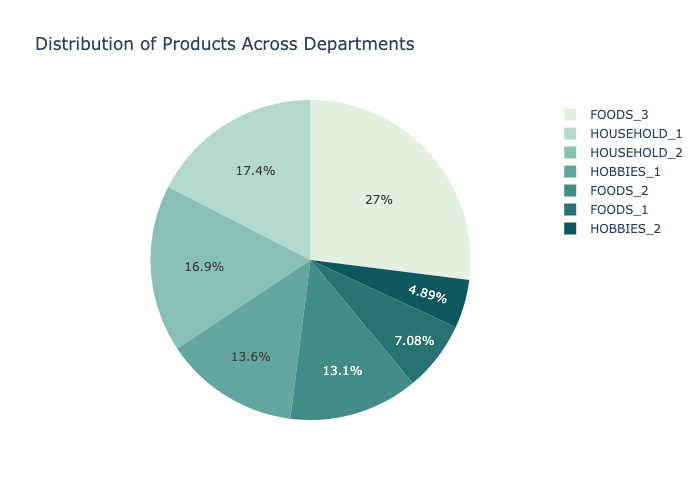 Distribution of Products Across Departments
FOODS_3
HOUSEHOLD_1
HOUSEHOLD_2
HOBBIES_1
FOODS_2
FOODS_1
HOBBIES_2
17.4%
27%
16.9%
4.89%
7.08%
13.6%
13.1%